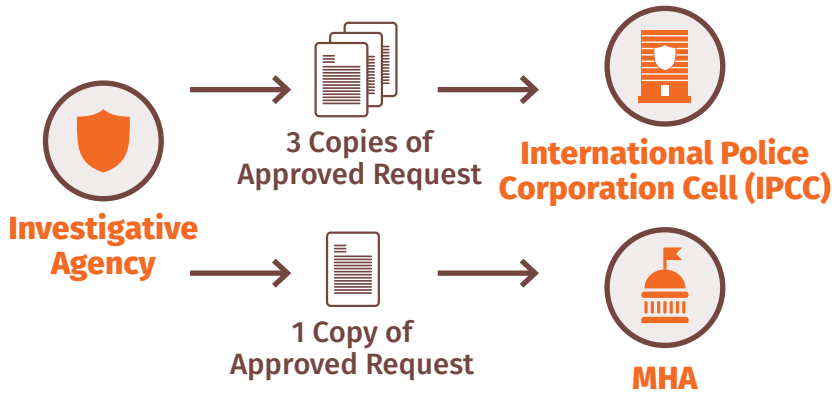 Investigative
Agency
3 Copies of
Approved Request
International Police
Corporation Cell (IPCC)
1 Copy of
Approved Request
MHA